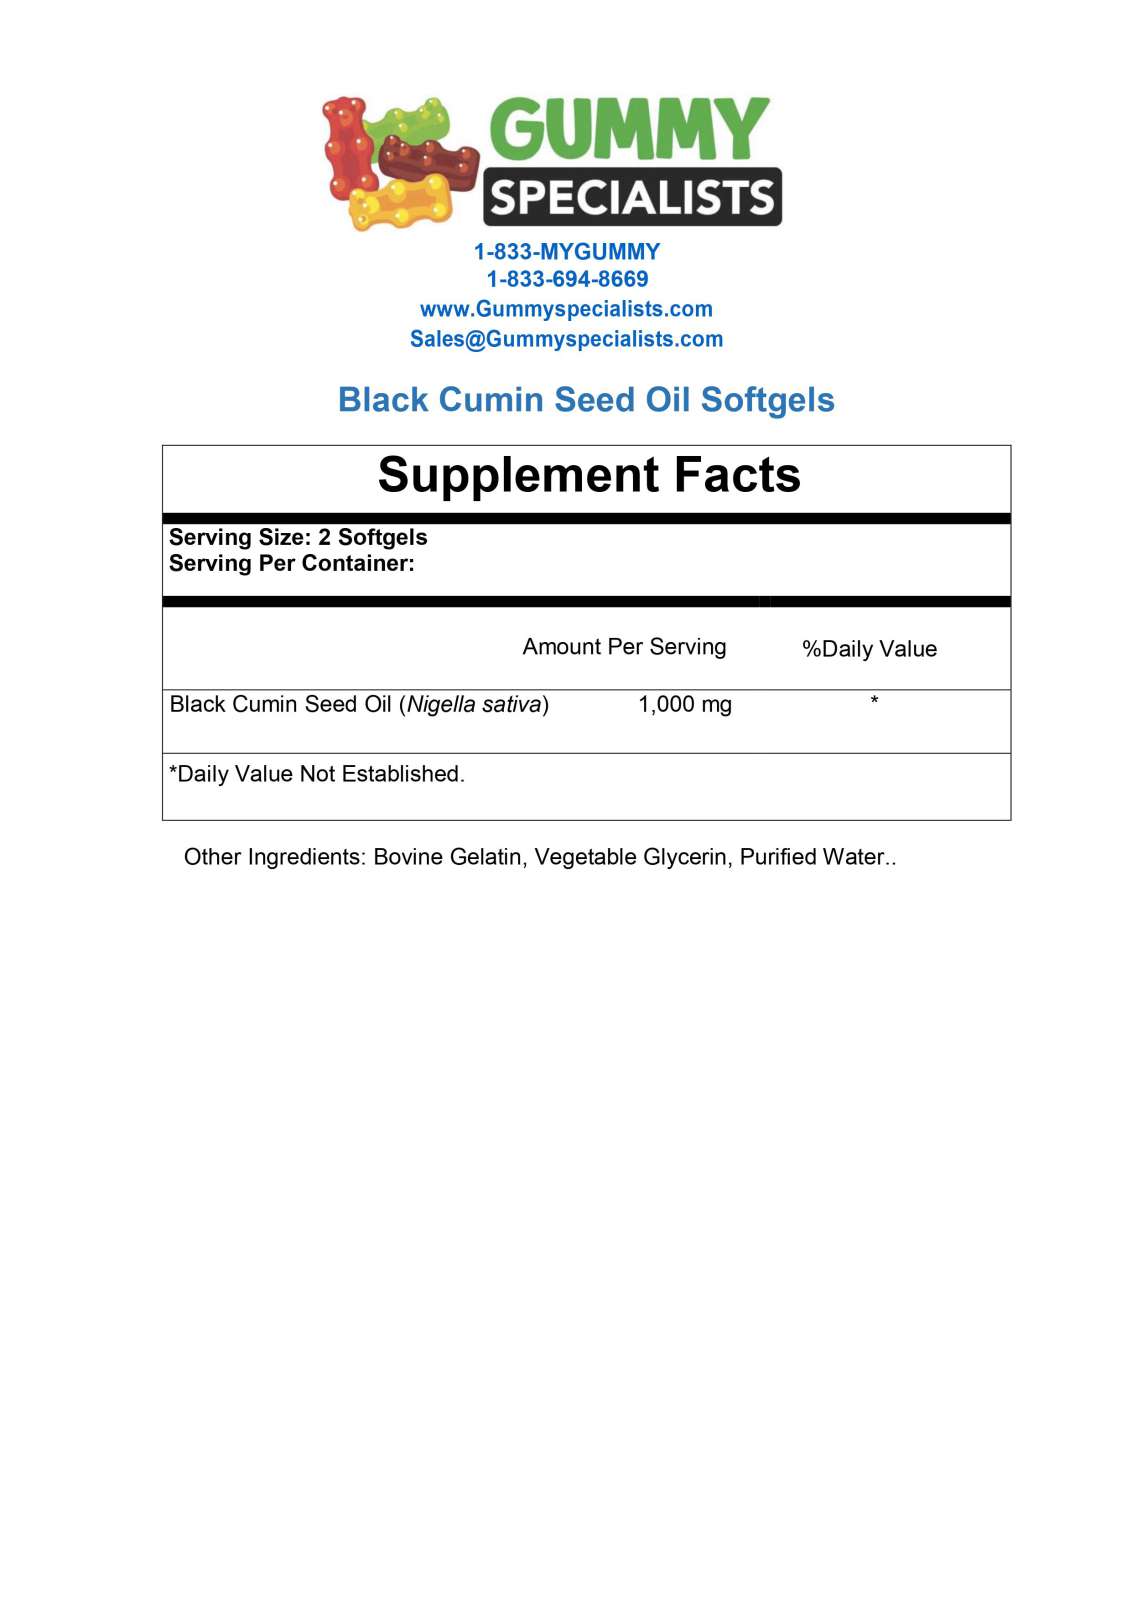 GUMMY
SPECIALISTS
1-833-MYGUMMY
1-833-694-8669
www.Gummyspecialists.com
Sales@Gummyspecialists.com
Black Cumin Seed Oil Softgels
Supplement Facts
Serving Size: 2 Softgels
Serving Per Container:
Amount Per Serving %Daily Value
Black Cumin Seed Oil (Nigella sativa) 1,000 mg *
*Daily Value Not Established.
Other Ingredients: Bovine Gelatin, Vegetable Glycerin, Purified Water..